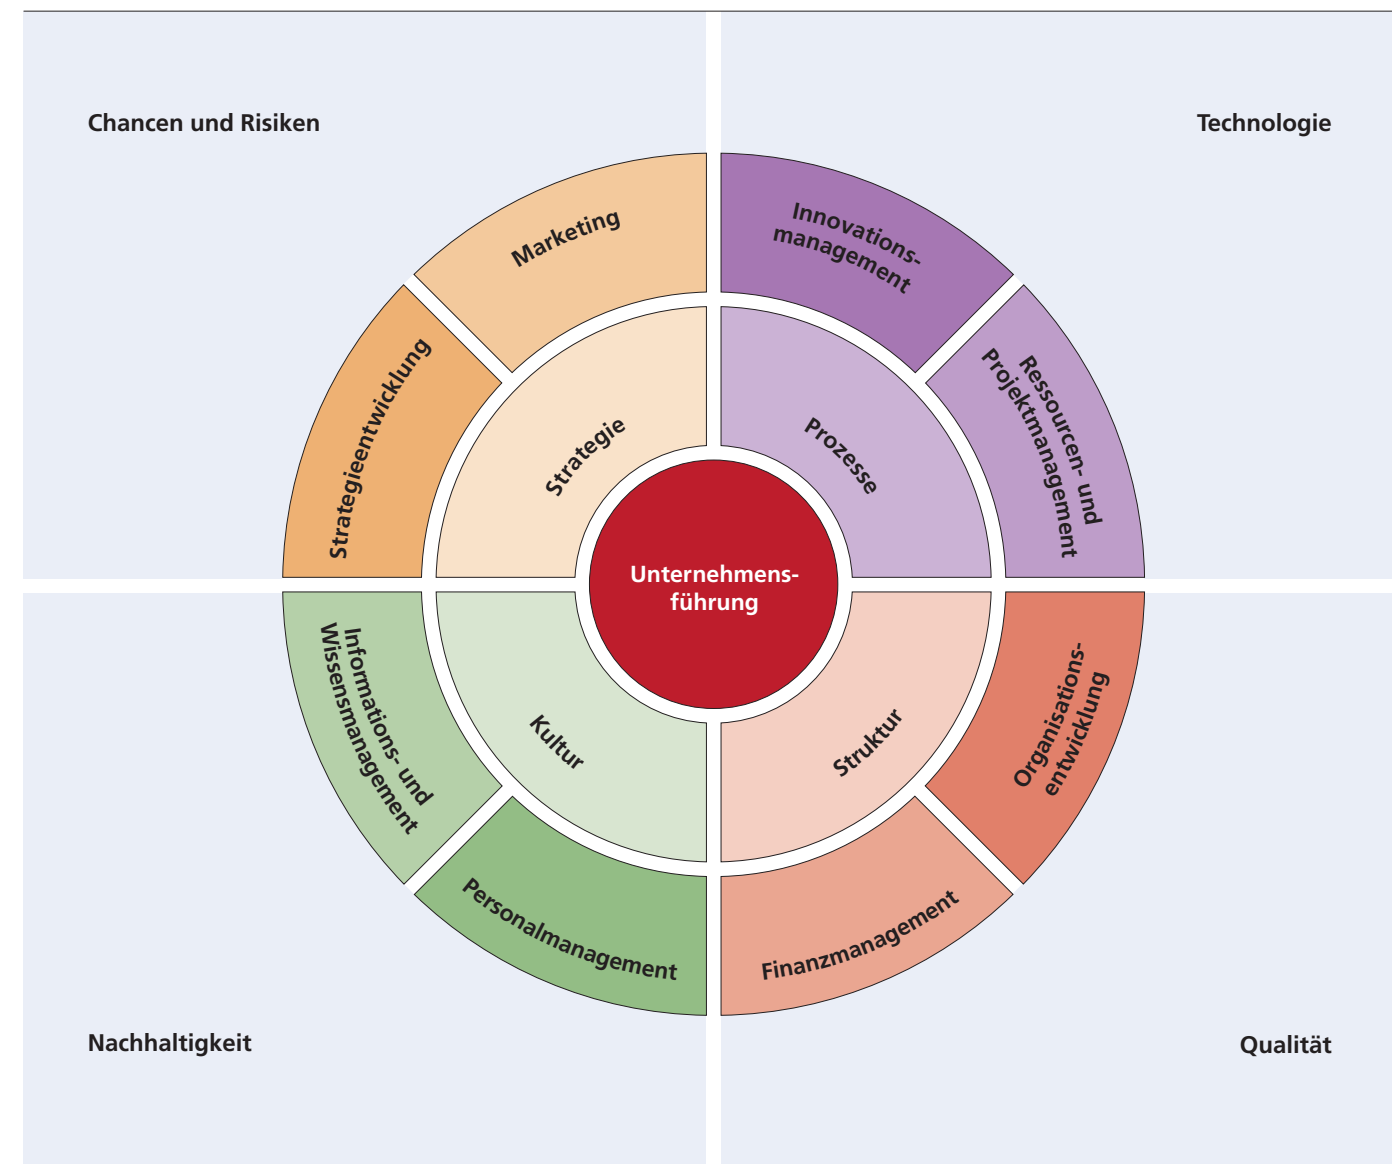 Chancen und Risiken
Technologie
Marketing
Innovations-
management
Strategieentwicklung
Ressourcen- und
Projektmanagement
Strategie
Prozesse
Unternehmens-
führung
Informations- und
Wissensmanagement
Kultur
Struktur
Organisations-
entwicklung
Personalmanagement
Finanzmanagement
Nachhaltigkeit
Qualität